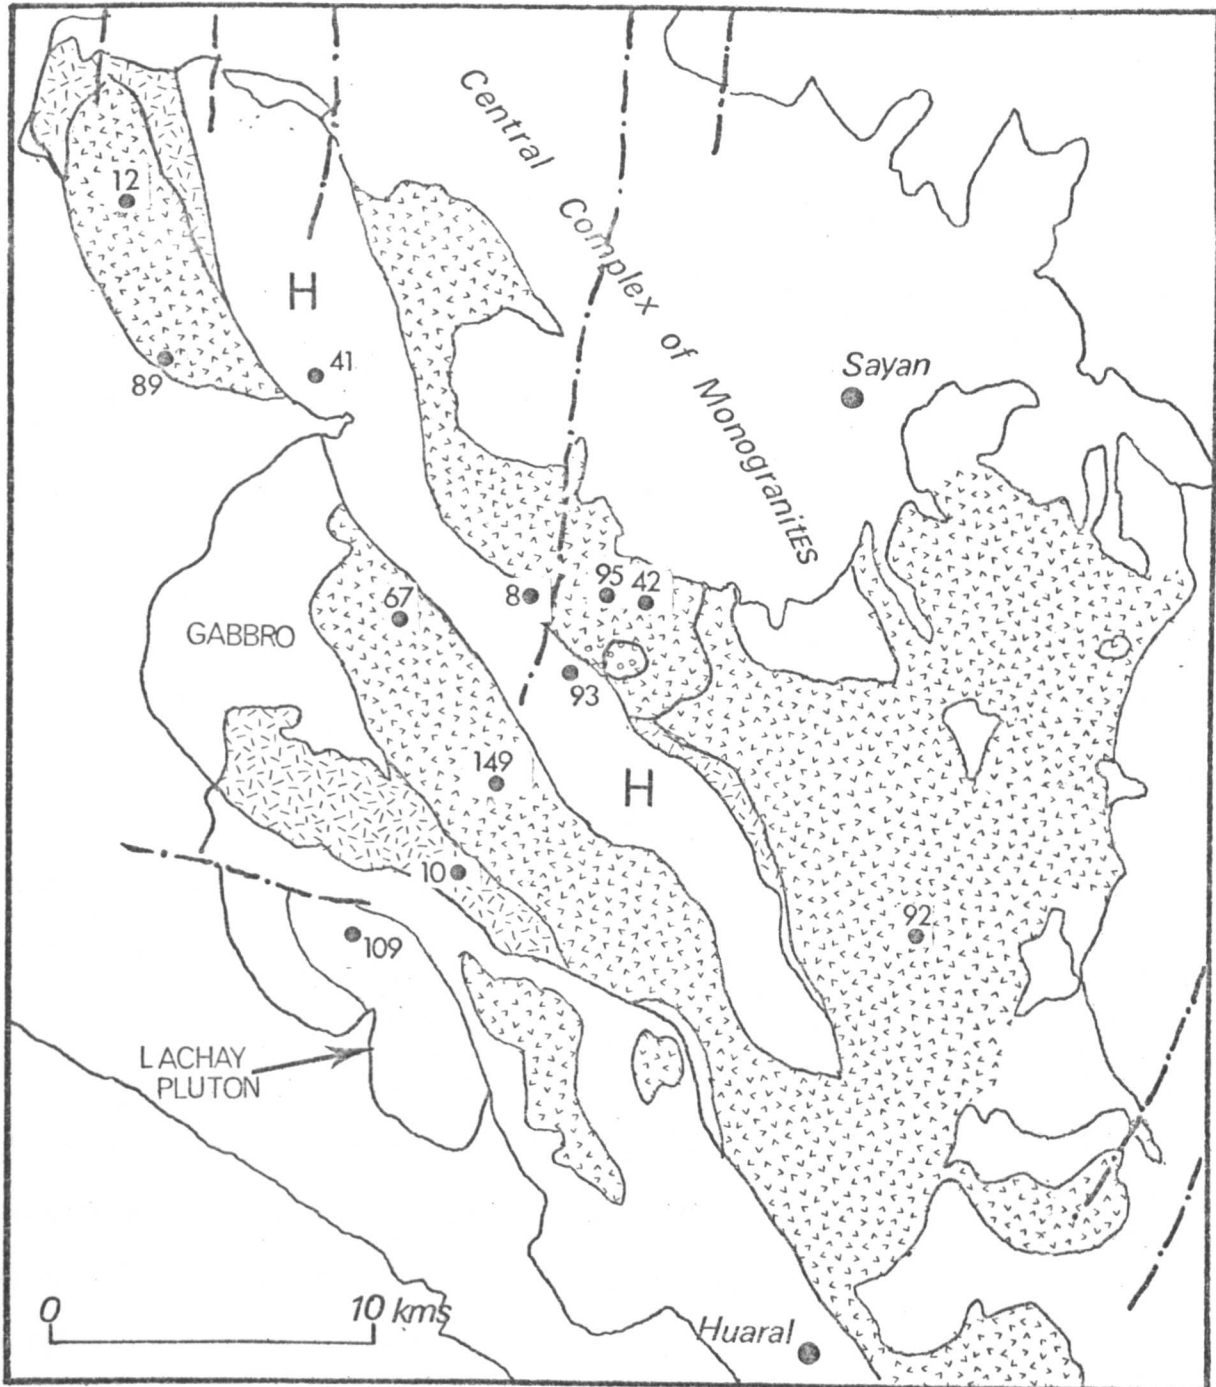 Central Complex of MonogranitES
12
H
41
89
Sayan
8
95
42
67
GABBRO
93
149
H
10
92
109
LACHAY
PLUTON
0
10 kms
Huaral